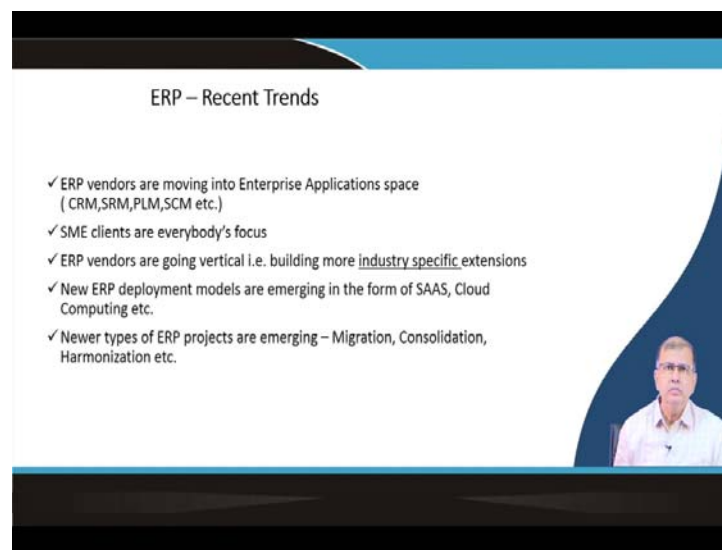 ERP – Recent Trends
✓ERP vendors are moving into Enterprise Applications space
( CRM,SRM,PLM,SCM etc.)
✓SME clients are everybody's focus
✓ERP vendors are going vertical i.e. building more industry specific extensions
✓New ERP deployment models are emerging in the form of SAAS, Cloud
Computing etc.
✓Newer types of ERP projects are emerging – Migration, Consolidation,
Harmonization etc.